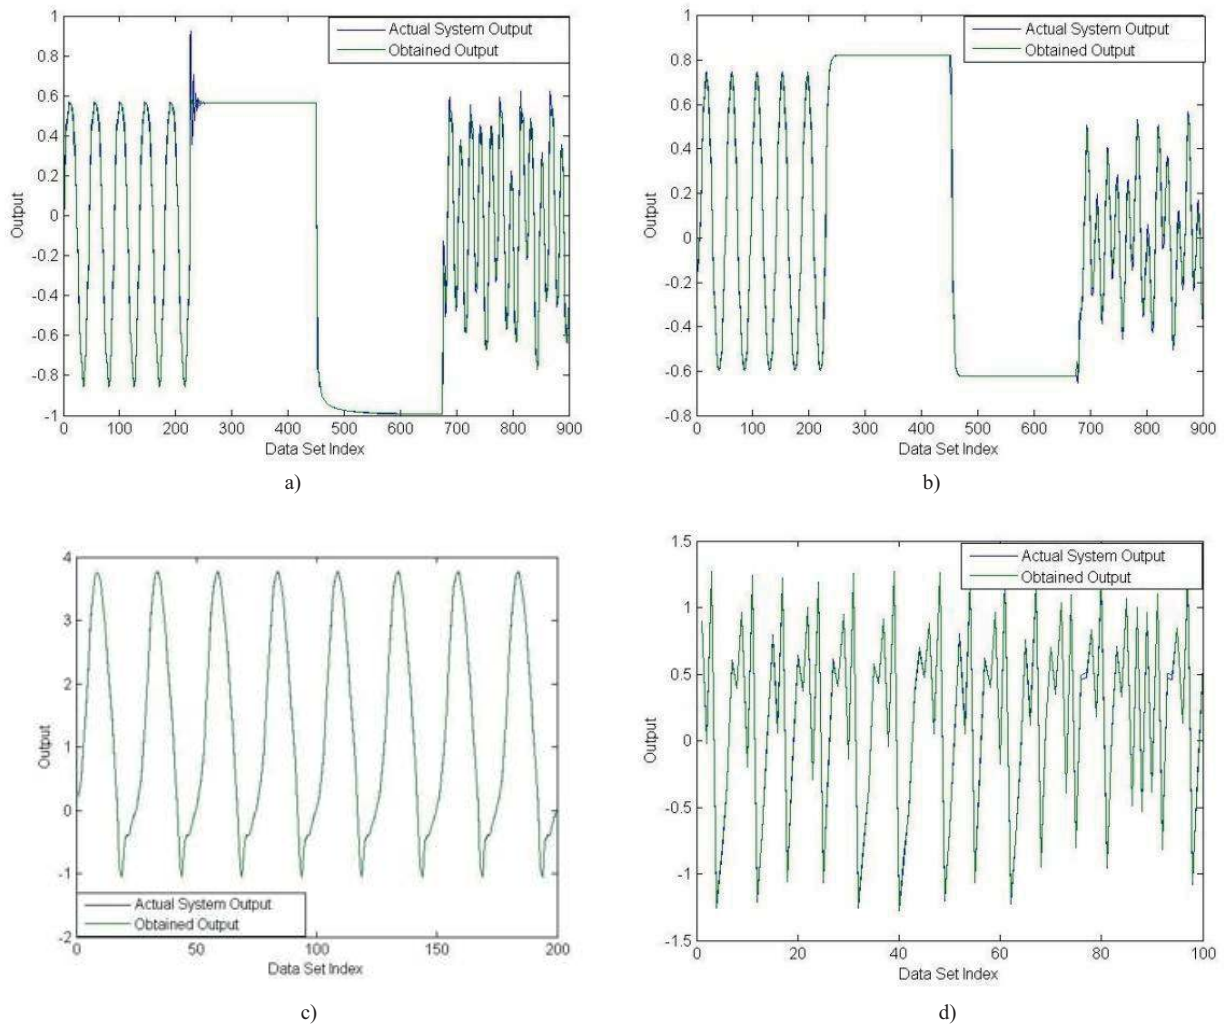 Actual System Output
Obtained Output
1
0.8
0.6
0.4
0.2
0
-0.2
-0.4
-0.6
-0.8
-1
Output
0 100 200 300 400 500 600 700 800 900
Data Set Index
a)
Actual System Output
Obtained Output
1
0.8
0.6
0.4
0.2
0
-0.2
-0.4
-0.6
-0.8
Output
0 100 200 300 400 500 600 700 800 900
Data Set Index
b)
4
3
2
1
0
-1
-2
Output
Actual System Output
Obtained Output
0 50 100 150 200
Data Set Index
c)
Actual System Output
Obtained Output
1.5
1
0.5
0
-0.5
-1
-1.5
Output
0 20 40 60 80 100
Data Set Index
d)